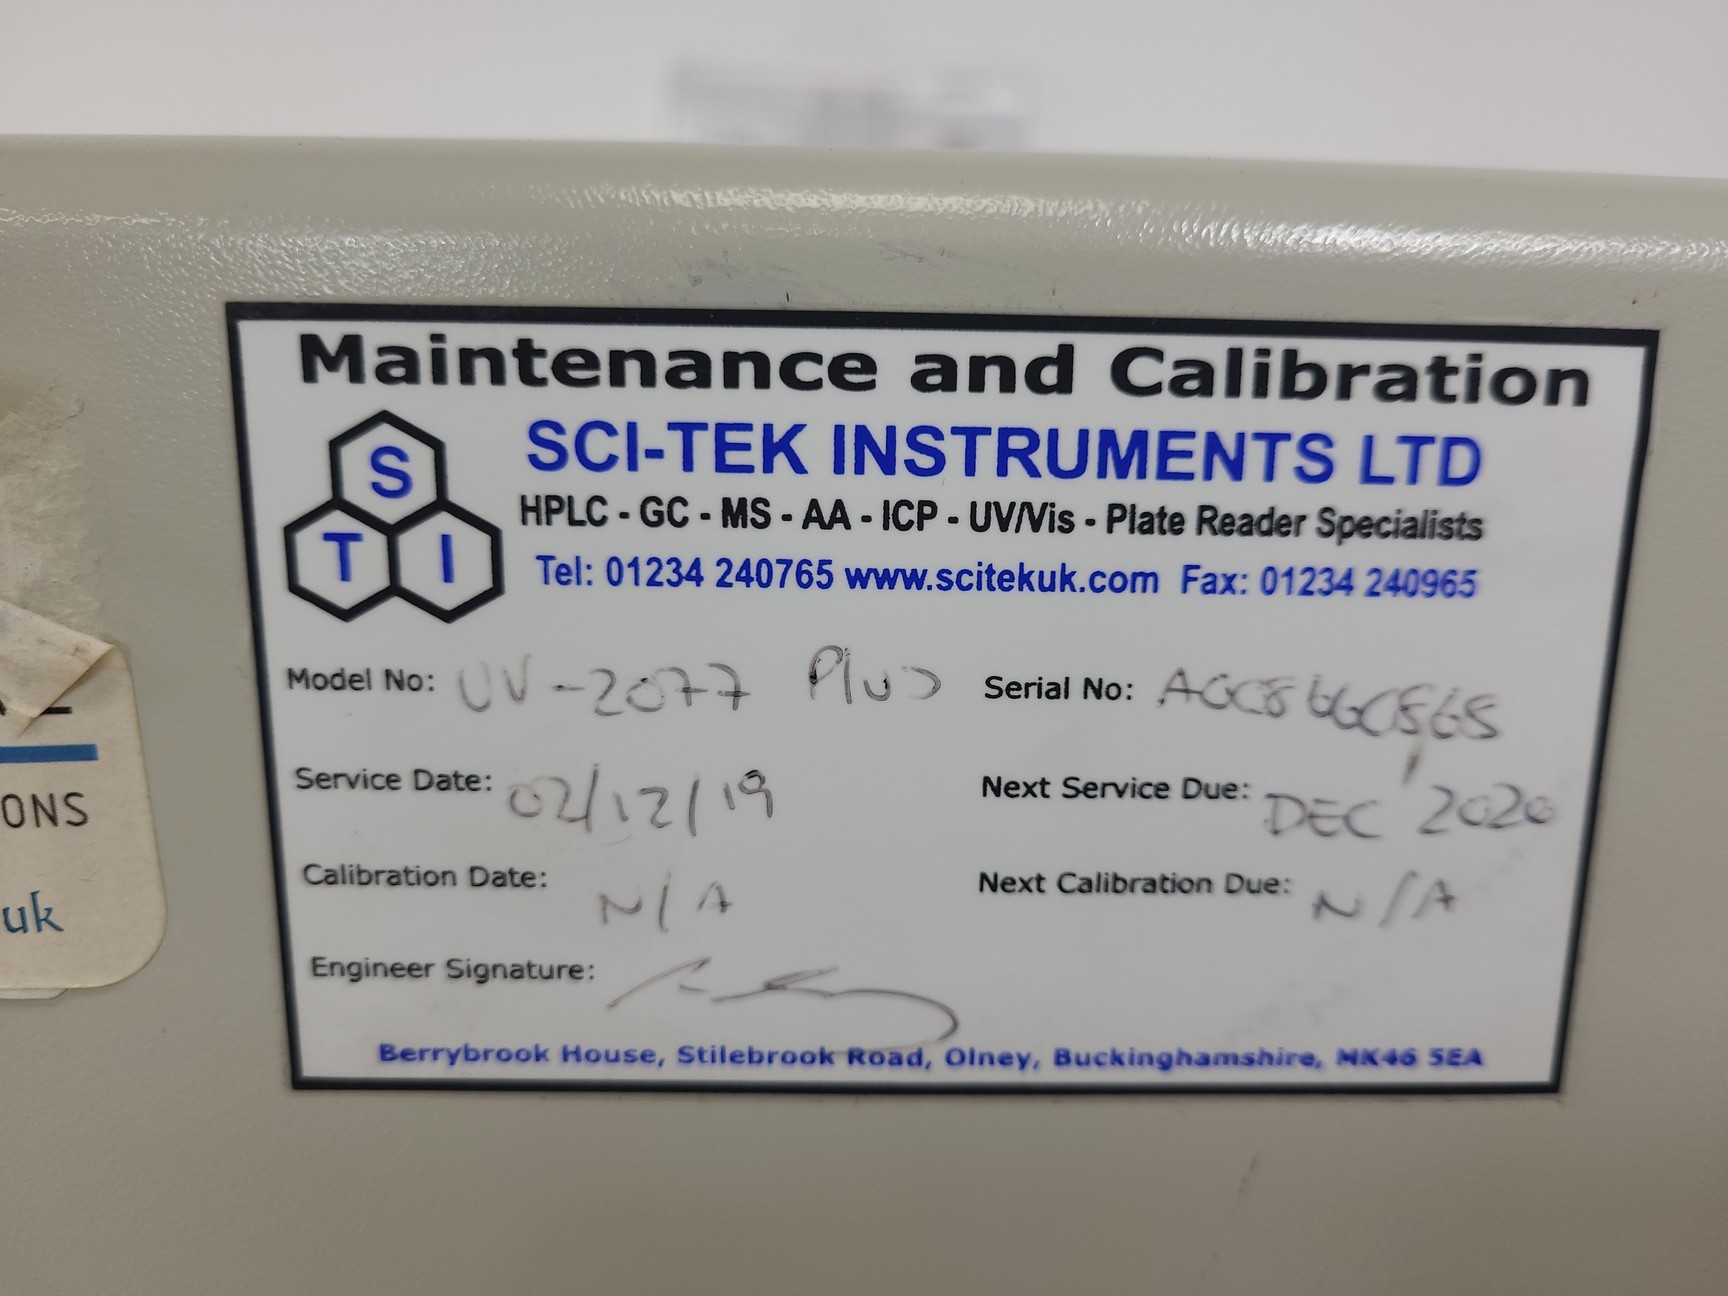 Maintenance and Calibration
S
T I
SCI-TEK INSTRUMENTS LTD
HPLC - GC - MS - AA - ICP - UV/Vis - Plate Reader Specialists
Tel: 01234 240765 www.scitekuk.com Fax: 01234 240965
Model No: UV-2077 Plus Serial No:
Service Date: 02/12/19 Next Service Due: DEC 2020
Calibration Date: N/A Next Calibration Due: N/A
Engineer Signature:
Berrybrook House, Stilebrook Road, Olney, Buckinghamshire, MK46 5EA
ONS
uk